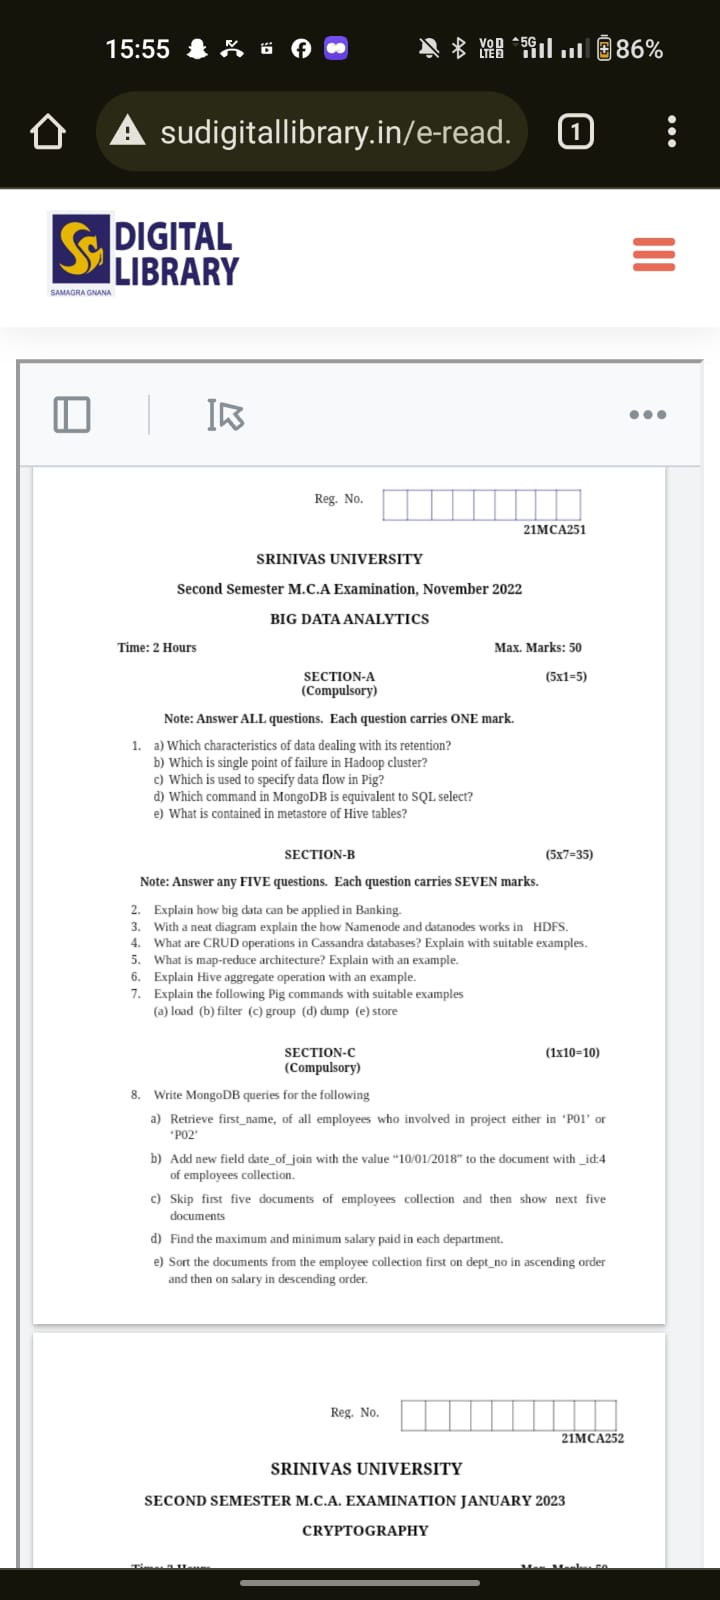 15:55 VoD LTE2 5G 86%
sudigitallibrary.in/e-read. 1
DIGITAL
LIBRARY
SAMAGRA GNANA
Reg. No.
21MCA251
SRINIVAS UNIVERSITY
Second Semester M.C.A Examination, November 2022
BIG DATA ANALYTICS
Time: 2 Hours Max. Marks: 50
SECTION-A (5x1=5)
(Compulsory)
Note: Answer ALL questions. Each question carries ONE mark.
1. a) Which characteristics of data dealing with its retention?
b) Which is single point of failure in Hadoop cluster?
c) Which is used to specify data flow in Pig?
d) Which command in MongoDB is equivalent to SQL select?
e) What is contained in metastore of Hive tables?
SECTION-B (5x7=35)
Note: Answer any FIVE questions. Each question carries SEVEN marks.
2. Explain how big data can be applied in Banking.
3. With a neat diagram explain the how Namenode and datanodes works in HDFS.
4. What are CRUD operations in Cassandra databases? Explain with suitable examples.
5. What is map-reduce architecture? Explain with an example.
6. Explain Hive aggregate operation with an example.
7. Explain the following Pig commands with suitable examples
(a) load (b) filter (c) group (d) dump (e) store
SECTION-C (1x10=10)
(Compulsory)
8. Write MongoDB queries for the following
a) Retrieve first_name, of all employees who involved in project either in 'P01' or
'P02'
b) Add new field date_of_join with the value "10/01/2018" to the document with _id:4
of employees collection.
c) Skip first five documents of employees collection and then show next five
documents
d) Find the maximum and minimum salary paid in each department.
e) Sort the documents from the employee collection first on dept_no in ascending order
and then on salary in descending order.
Reg. No.
21MCA252
SRINIVAS UNIVERSITY
SECOND SEMESTER M.C.A. EXAMINATION JANUARY 2023
CRYPTOGRAPHY